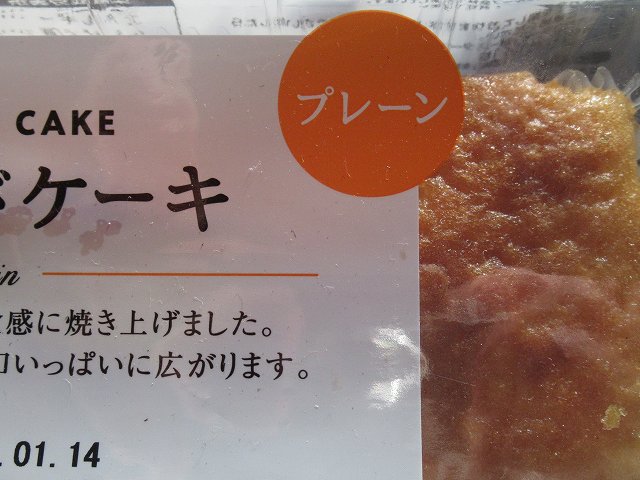 プレーン
CAKE
ケーキ
感に焼き上げました。
いっぱいに広がります。
.01.14